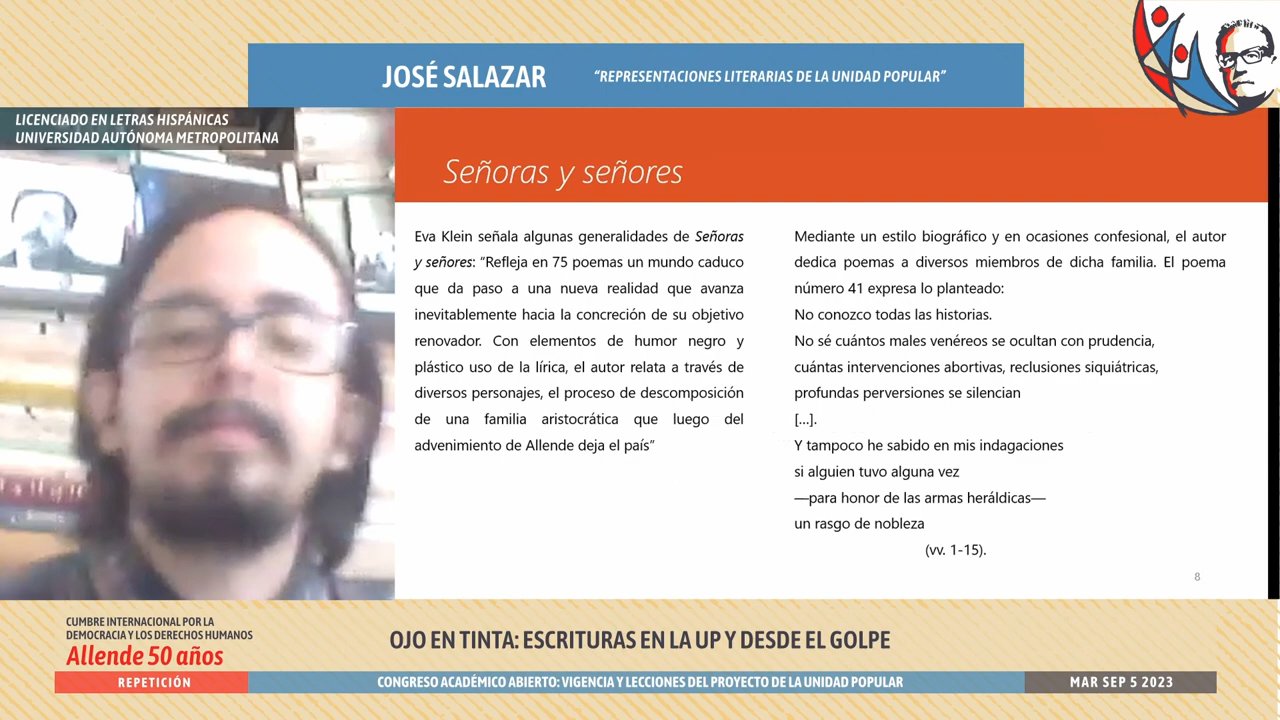 JOSÉ SALAZAR
“REPRESENTACIONES LITERARIAS DE LA UNIDAD POPULAR”
LICENCIADO EN LETRAS HISPÁNICAS
UNIVERSIDAD AUTÓNOMA METROPOLITANA
Señoras y señores
Eva Klein señala algunas generalidades de Señoras
y señores: “Refleja en 75 poemas un mundo caduco
que da paso a una nueva realidad que avanza
inevitablemente hacia la concreción de su objetivo
renovador. Con elementos de humor negro y
plástico uso de la lírica, el autor relata a través de
diversos personajes, el proceso de descomposición
de una familia aristocrática que luego del
advenimiento de Allende deja el país”
Mediante un estilo biográfico y en ocasiones confesional, el autor
dedica poemas a diversos miembros de dicha familia. El poema
número 41 expresa lo planteado:
No conozco todas las historias.
No sé cuántos males venéreos se ocultan con prudencia,
cuántas intervenciones abortivas, reclusiones siquiátricas,
profundas perversiones se silencian
[...].
Y tampoco he sabido en mis indagaciones
si alguien tuvo alguna vez
—para honor de las armas heráldicas—
un rasgo de nobleza
(vv. 1-15).
8
CUMBRE INTERNACIONAL POR LA
DEMOCRACIA Y LOS DERECHOS HUMANOS
Allende 50 años
REPETICIÓN
OJO EN TINTA: ESCRITURAS EN LA UP Y DESDE EL GOLPE
CONGRESO ACADÉMICO ABIERTO: VIGENCIA Y LECCIONES DEL PROYECTO DE LA UNIDAD POPULAR
MAR SEP 5 2023